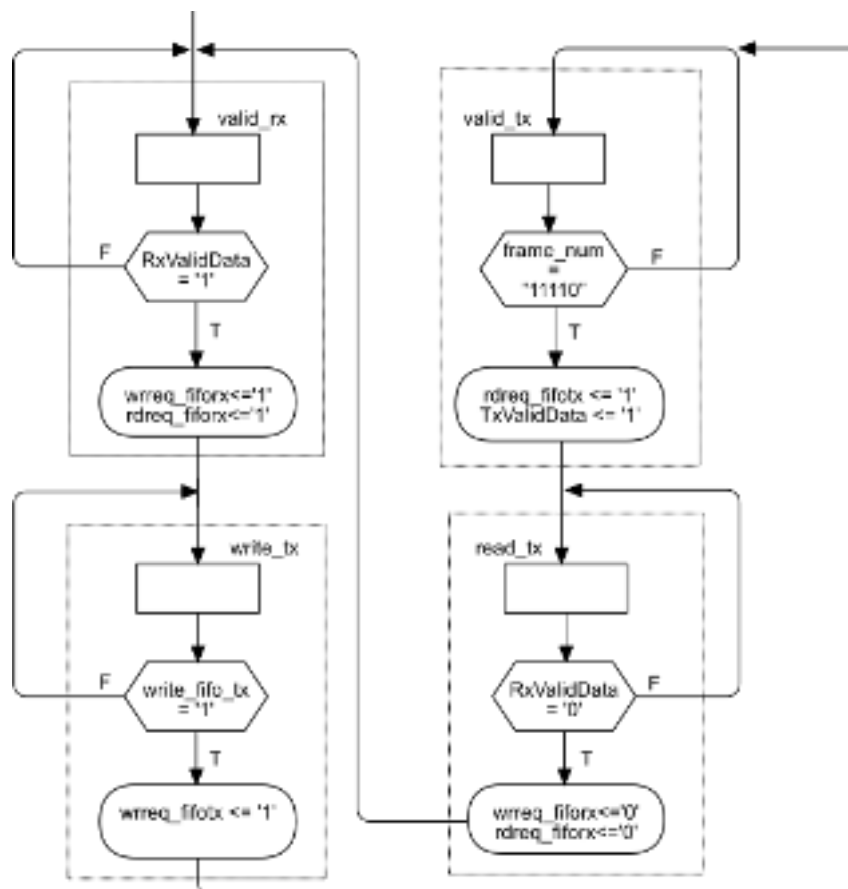 valid_rx
F
RxValidData
= "1"
T
wrreq_fiforx<='1'
rdreq_fiforx<='1'
write_tx
F
write_fifo_tx
= "1"
T
wrreq_fifotx <= '1'
valid_tx
frame_num
=
"11110"
F
T
rdreq_fifotx <= '1'
TxValidData <= '1'
read_tx
RxValidData
= '0'
F
T
wrreq_fiforx<='0'
rdreq_fiforx<='0'